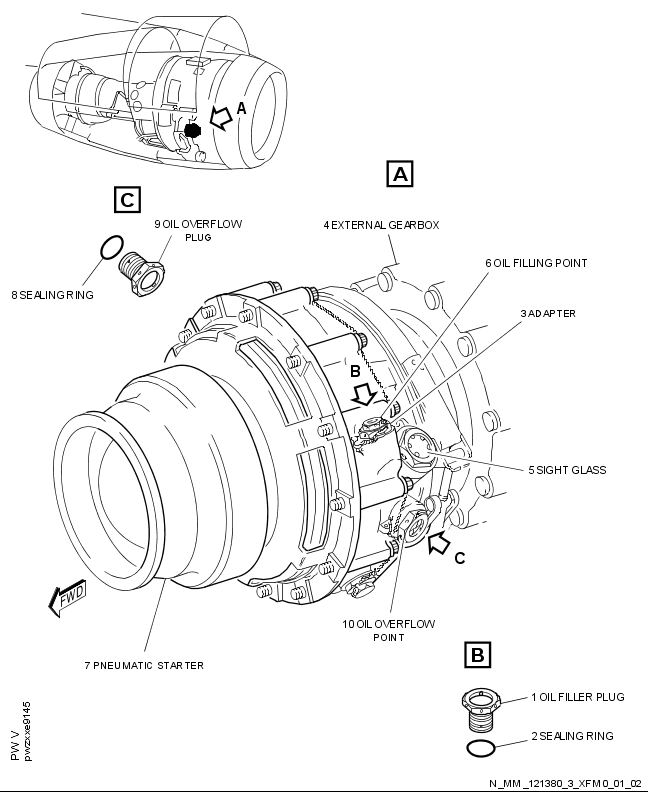 A
A
C
9 OIL OVERFLOW
PLUG
4 EXTERNAL GEARBOX
6 OIL FILLING POINT
8 SEALING RING
3 ADAPTER
B
5 SIGHT GLASS
C
FWD
10 OIL OVERFLOW
POINT
7 PNEUMATIC STARTER
B
1 OIL FILLER PLUG
2 SEALING RING
PW V
pwzxxe9145
N_MM_121380_3_XFM0_01_02